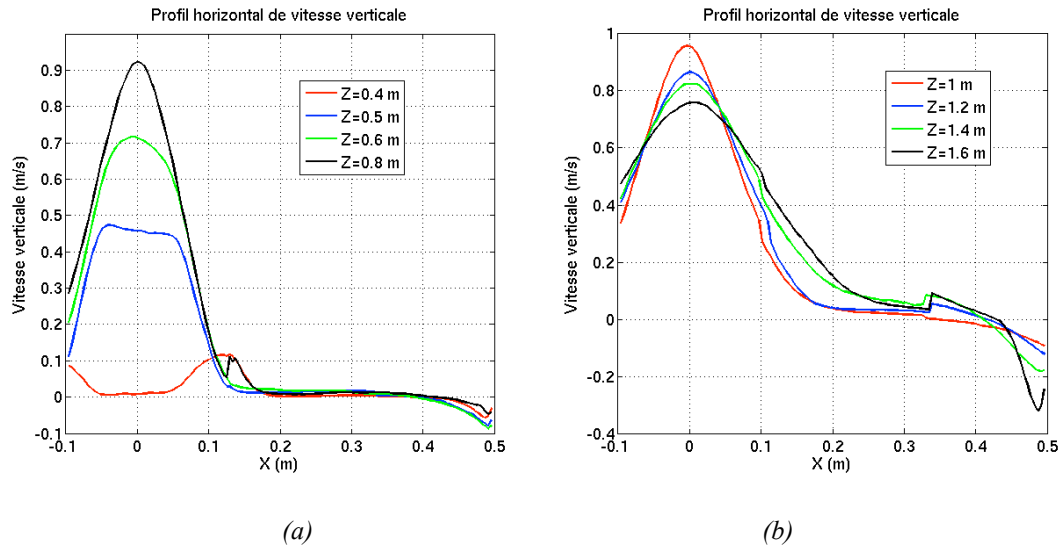 Profil horizontal de vitesse verticale
Vitesse verticale (m/s)
0.9
0.8
0.7
0.6
0.5
0.4
0.3
0.2
0.1
0
-0.1
Z=0.4 m
Z=0.5 m
Z=0.6 m
Z=0.8 m
-0.1 0 0.1 0.2 0.3 0.4 0.5
X (m)
(a)
Profil horizontal de vitesse verticale
Vitesse verticale (m/s)
1
0.8
0.6
0.4
0.2
0
-0.2
-0.4
Z=1 m
Z=1.2 m
Z=1.4 m
Z=1.6 m
-0.1 0 0.1 0.2 0.3 0.4 0.5
X (m)
(b)